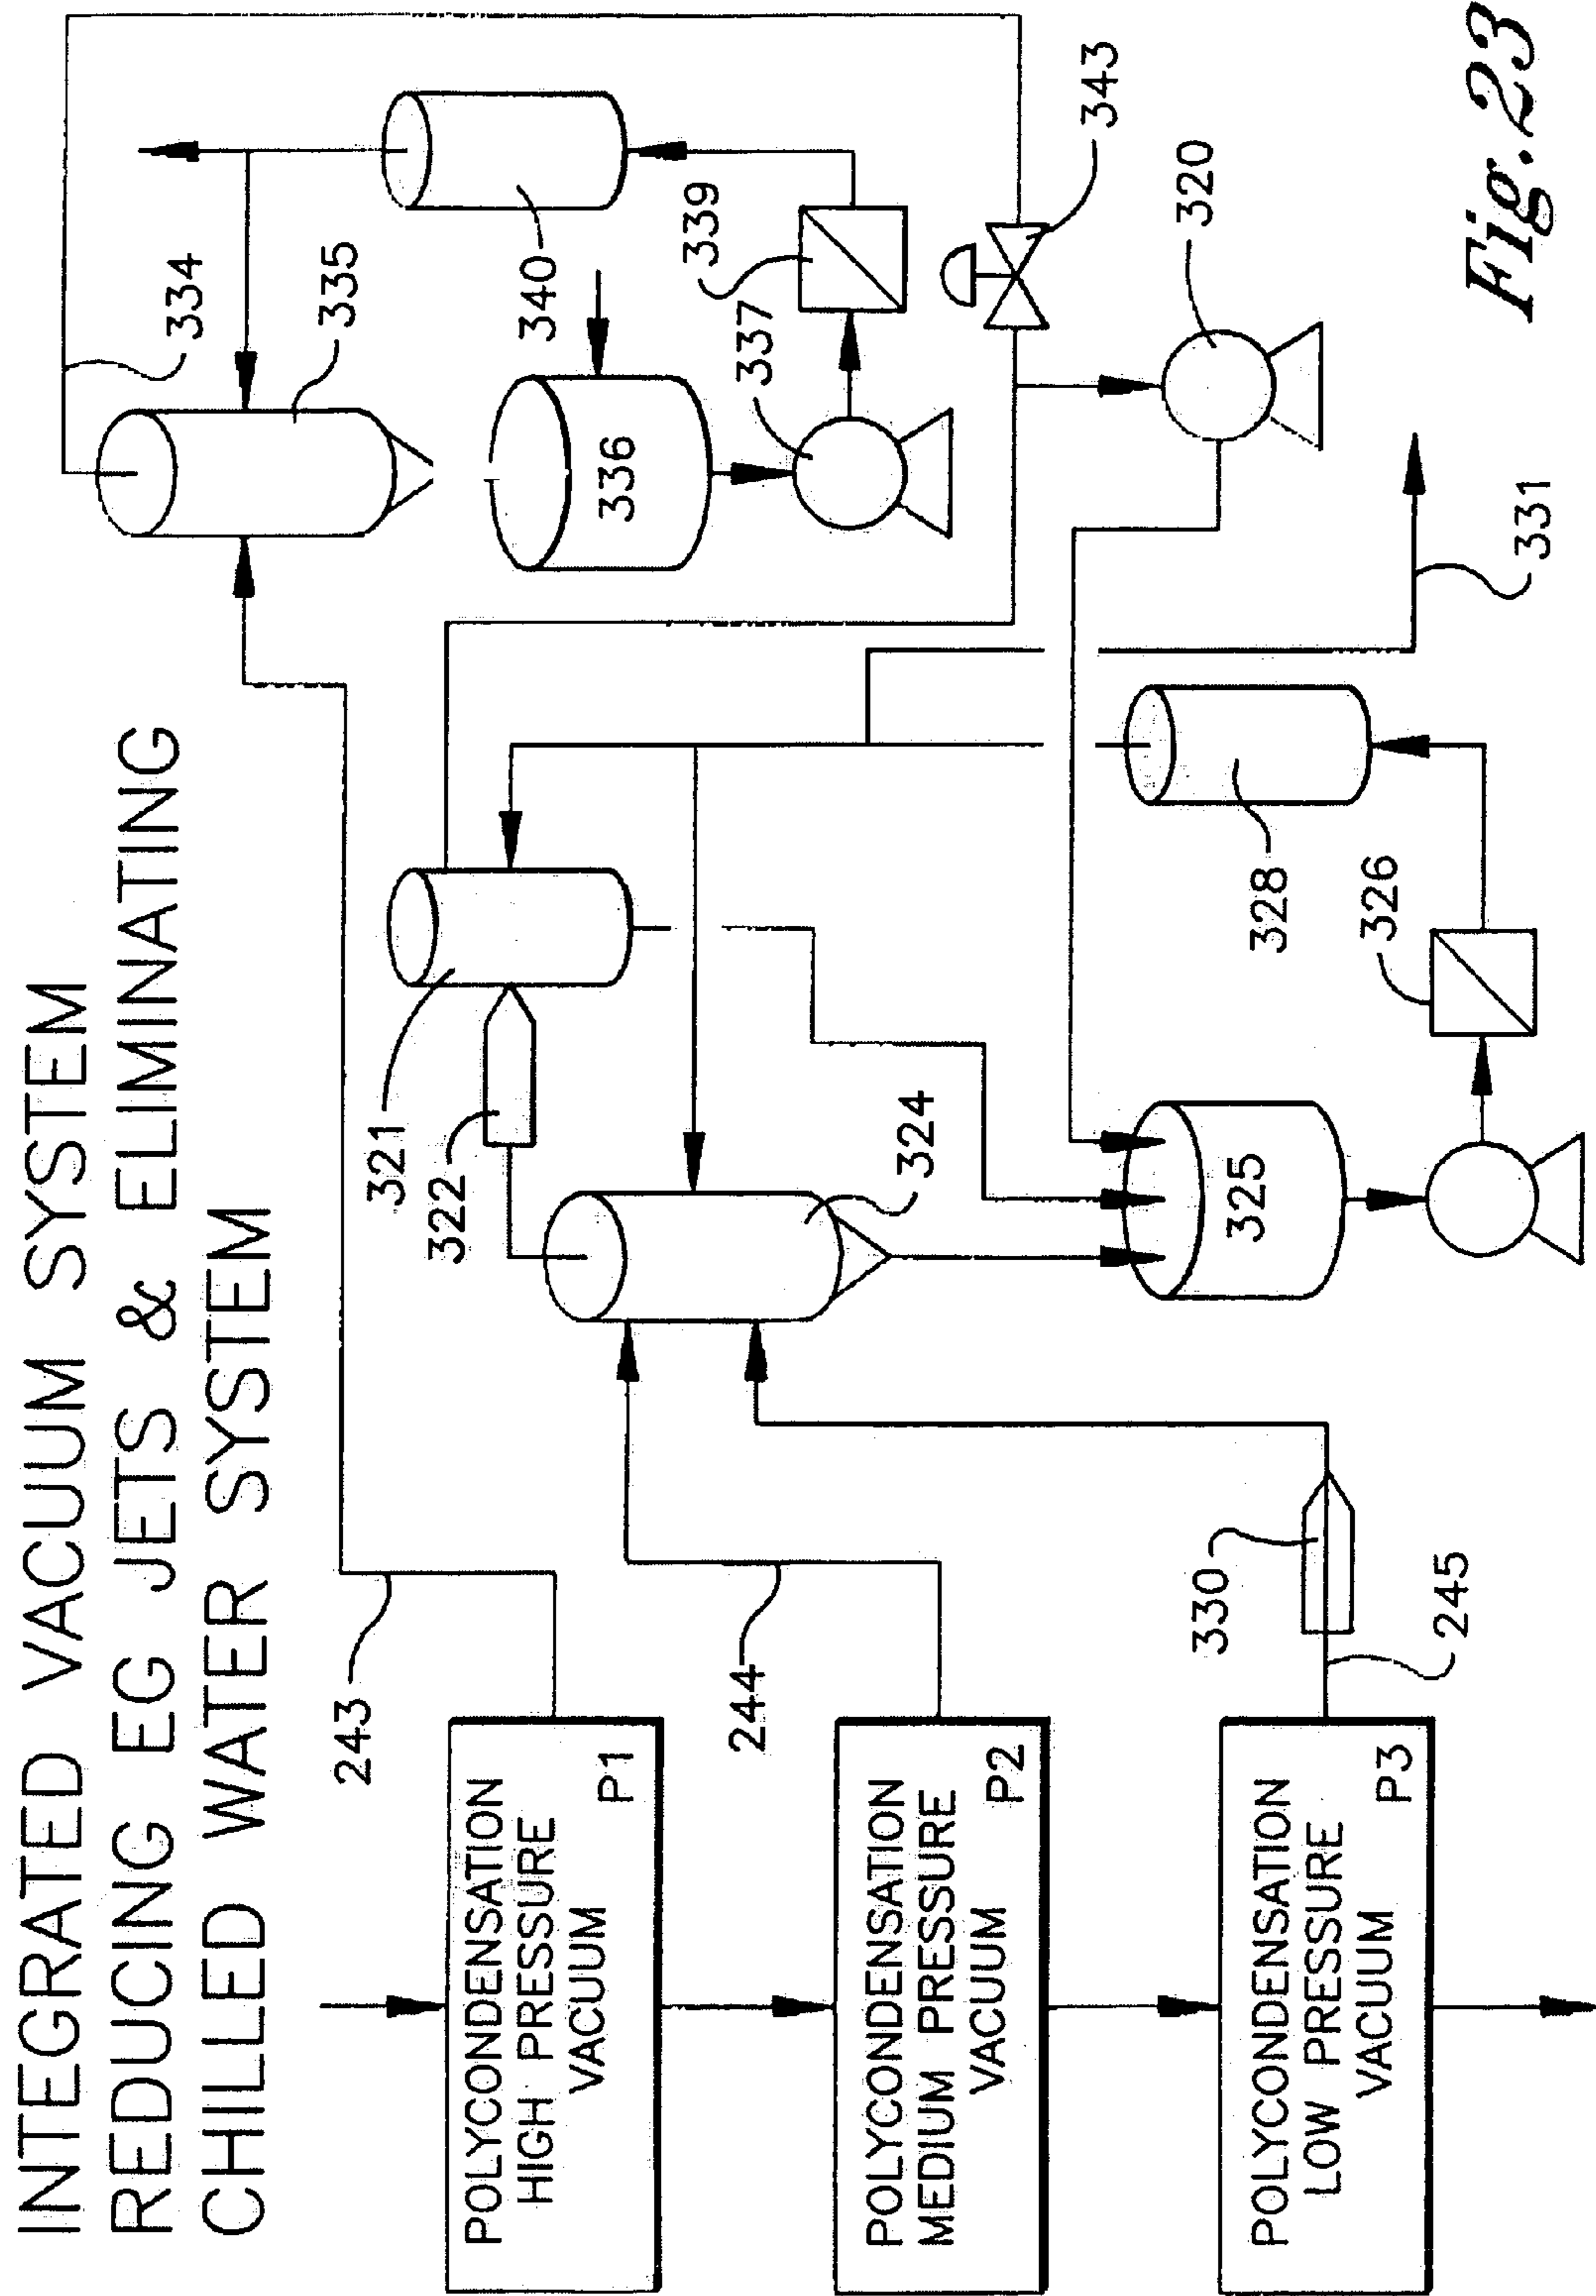 INTEGRATED VACUUM SYSTEM
REDUCING EG JETS & ELIMINATING
CHILLED WATER SYSTEM
POLYCONDENSATION
HIGH PRESSURE
VACUUM
P1
POLYCONDENSATION
MEDIUM PRESSURE
VACUUM
P2
POLYCONDENSATION
LOW PRESSURE
VACUUM
P3
243
244
245
330
321
322
324
325
326
328
331
334
335
336
337
339
340
343
320
Fig. 23